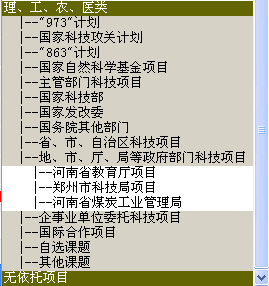 理、工、农、医类
|--“973”计划
|--国家科技攻关计划
|--“863”计划
|--国家自然科学基金项目
|--主管部门科技项目
|--国家科技部
|--国家发改委
|--国务院其他部门
|--省、市、自治区科技项目
|--地、市、厅、局等政府部门科技项目
|--河南省教育厅项目
|--郑州市科技局项目
|--河南省煤炭工业管理局
|--企事业单位委托科技项目
|--国际合作项目
|--自选课题
|--其他课题
无依托项目